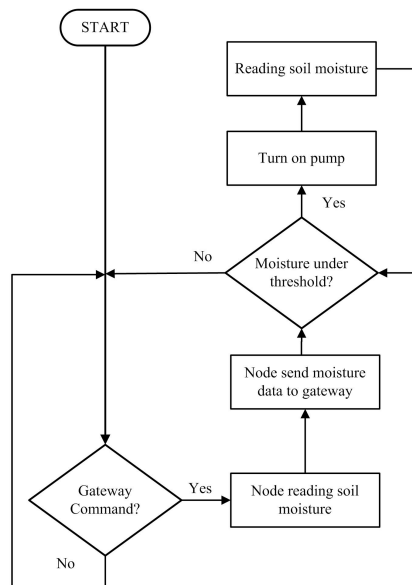 START
Reading soil moisture
Turn on pump
Yes
No
Moisture under
threshold?
Node send moisture
data to gateway
Gateway
Command?
Yes
Node reading soil
moisture
No